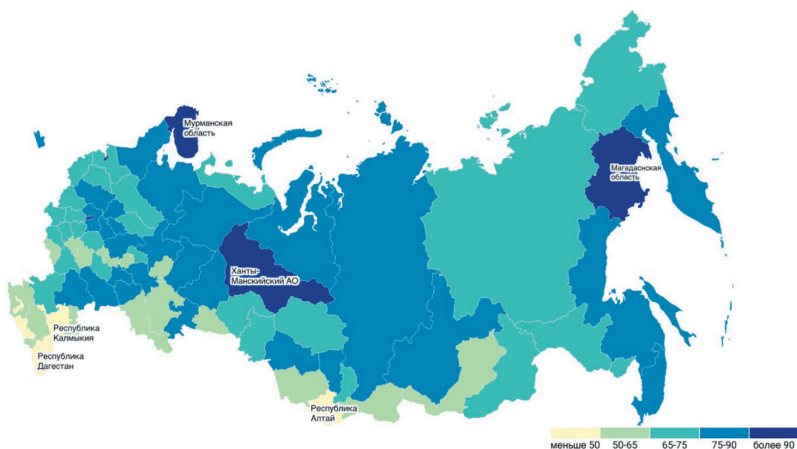 Мурманская
область
Магадаснская
область
Ханты-
Манскийский АО
Республика
Калмыкия
Республика
Дагестан
Республика
Алтай
меньше 50 50-65 65-75 75-90 более 90